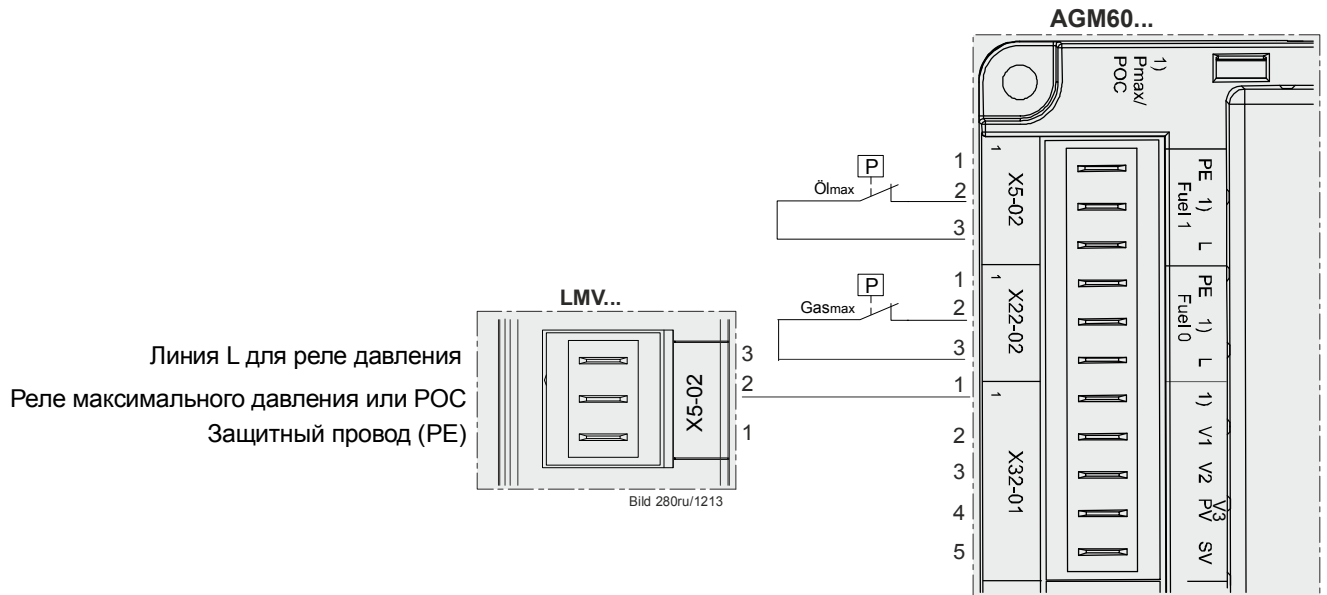 AGM60...
1)
Pmax/
POC
P
Ölmax
1
2
3
1
X5-02
PE 1) L
Fuel 1
P
Gasmax
1
2
3
1
X22-02
PE 1) L
Fuel 0
1
2
3
4
5
1
X32-01
1) V1 V2 PV SV
V3
LMV...
Линия L для реле давления
Реле максимального давления или POC
Защитный провод (PE)
3
2
1
X5-02
Bild 280ru/1213